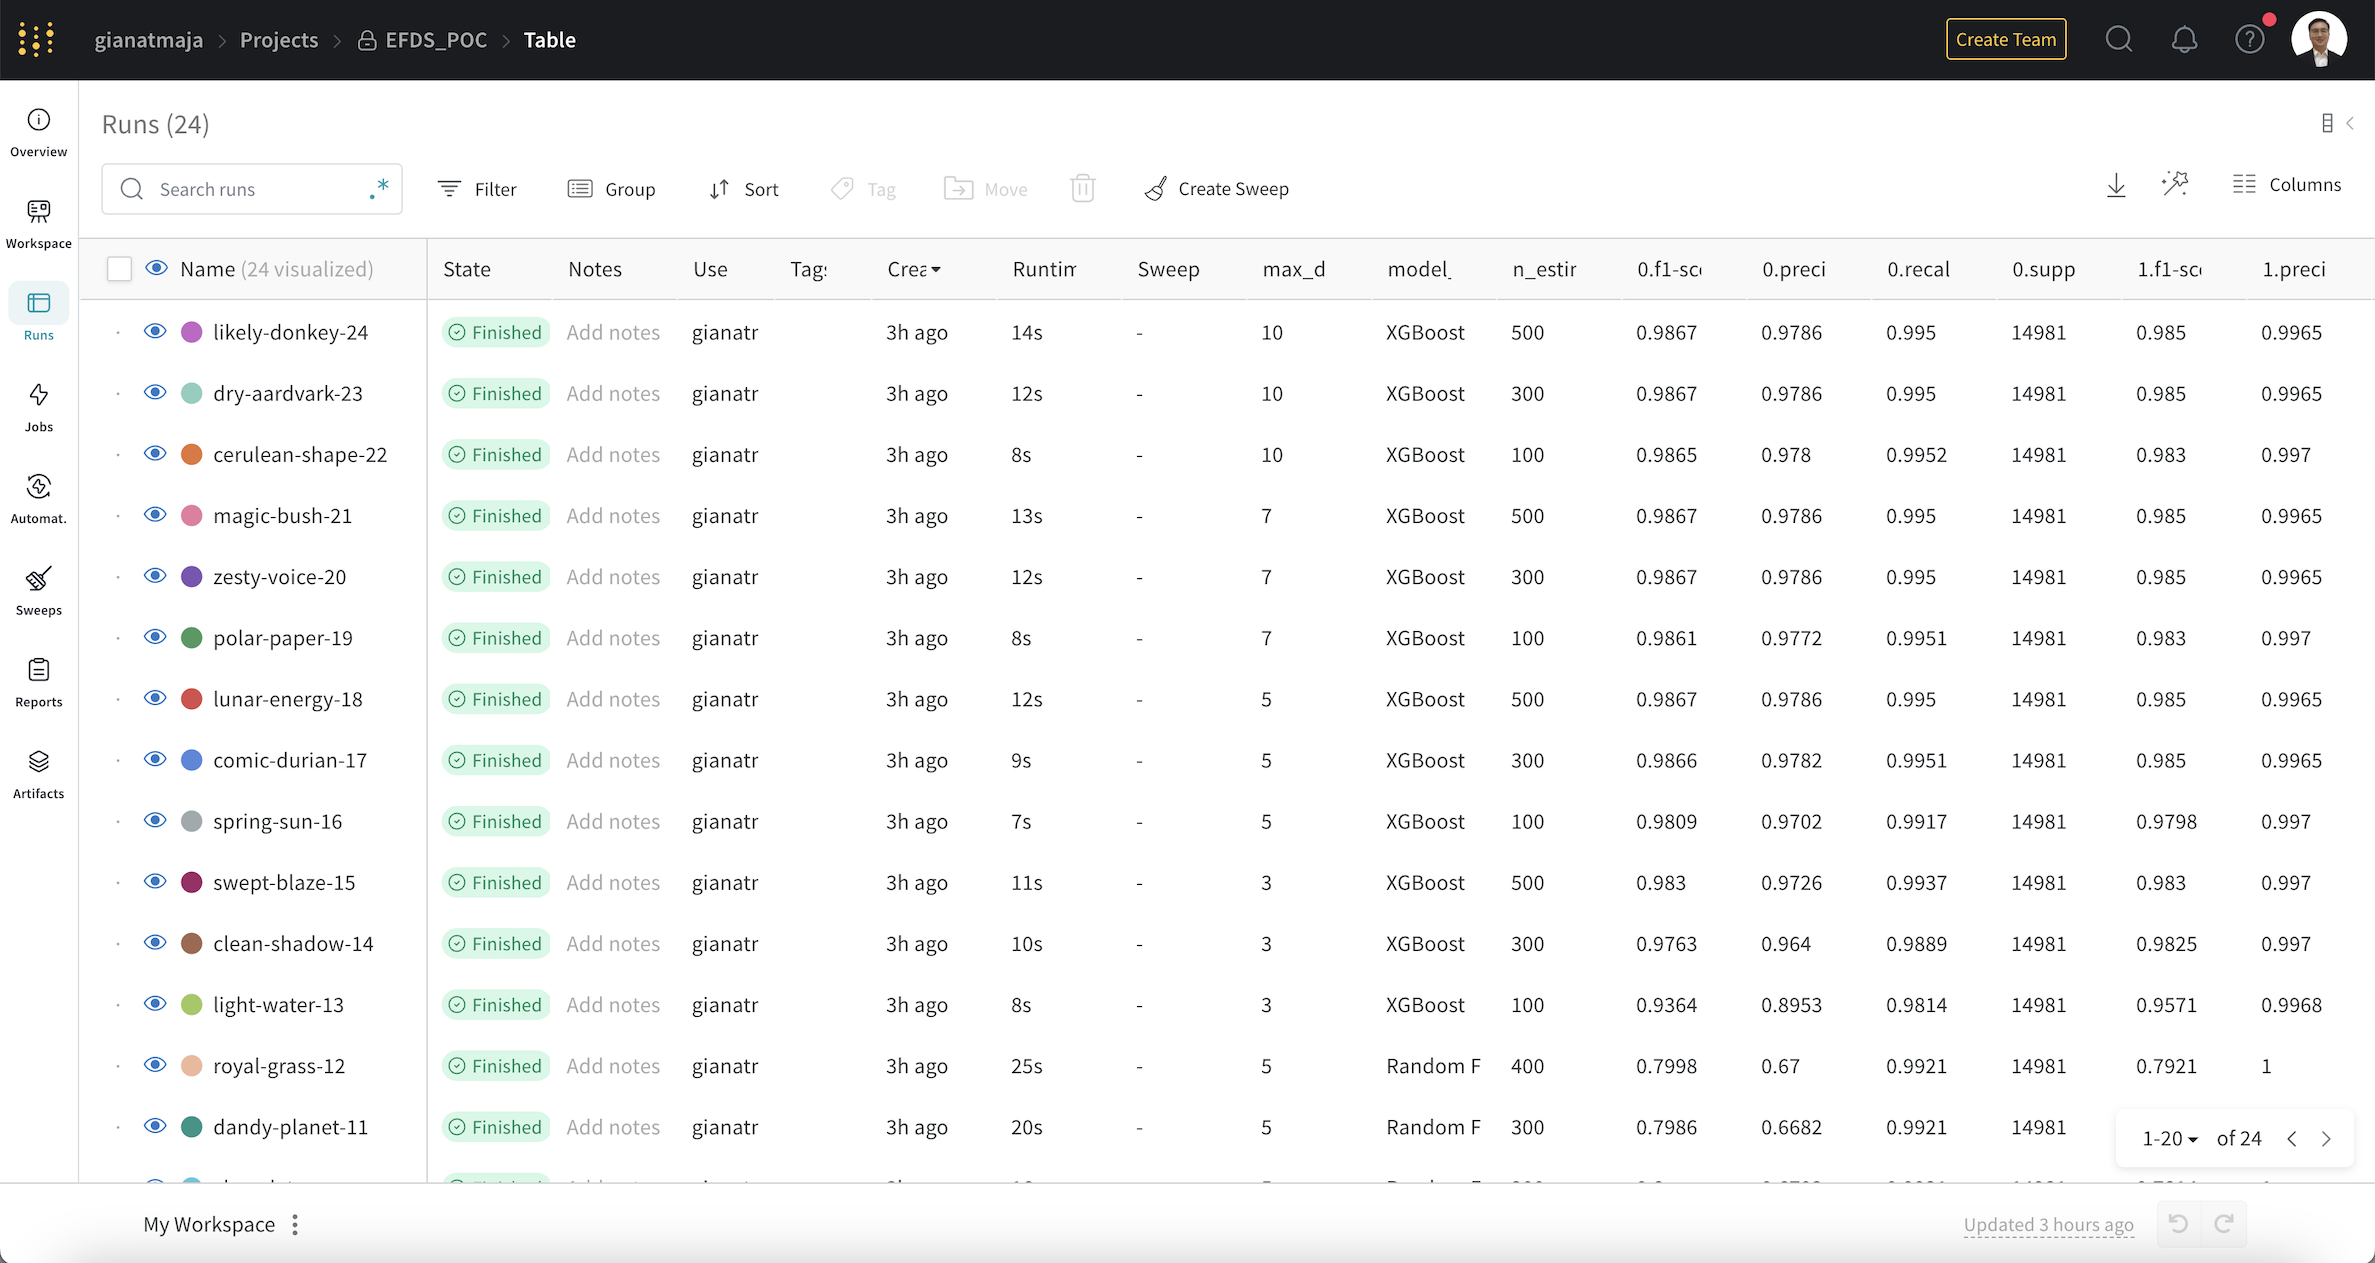 gianatmaja > Projects > EFDS_POC > Table
Create Team
Overview
Workspace
Runs
Jobs
Automat.
Sweeps
Reports
Artifacts
Runs (24)
Search runs .* Filter Group Sort Tag Move Create Sweep Columns
Name (24 visualized) State Notes Use Tags Crea Runtim Sweep max_d model_ n_estir 0.f1-sco 0.preci 0.recal 0.supp 1.f1-sco 1.preci
likely-donkey-24 Finished Add notes gianatr 3h ago 14s - 10 XGBoost 500 0.9867 0.9786 0.995 14981 0.985 0.9965
dry-aardvark-23 Finished Add notes gianatr 3h ago 12s - 10 XGBoost 300 0.9867 0.9786 0.995 14981 0.985 0.9965
cerulean-shape-22 Finished Add notes gianatr 3h ago 8s - 10 XGBoost 100 0.9865 0.978 0.9952 14981 0.983 0.997
magic-bush-21 Finished Add notes gianatr 3h ago 13s - 7 XGBoost 500 0.9867 0.9786 0.995 14981 0.985 0.9965
zesty-voice-20 Finished Add notes gianatr 3h ago 12s - 7 XGBoost 300 0.9867 0.9786 0.995 14981 0.985 0.9965
polar-paper-19 Finished Add notes gianatr 3h ago 8s - 7 XGBoost 100 0.9861 0.9772 0.9951 14981 0.983 0.997
lunar-energy-18 Finished Add notes gianatr 3h ago 12s - 5 XGBoost 500 0.9867 0.9786 0.995 14981 0.985 0.9965
comic-durian-17 Finished Add notes gianatr 3h ago 9s - 5 XGBoost 300 0.9866 0.9782 0.9951 14981 0.985 0.9965
spring-sun-16 Finished Add notes gianatr 3h ago 7s - 5 XGBoost 100 0.9809 0.9702 0.9917 14981 0.9798 0.997
swept-blaze-15 Finished Add notes gianatr 3h ago 11s - 3 XGBoost 500 0.983 0.9726 0.9937 14981 0.983 0.997
clean-shadow-14 Finished Add notes gianatr 3h ago 10s - 3 XGBoost 300 0.9763 0.964 0.9889 14981 0.9825 0.997
light-water-13 Finished Add notes gianatr 3h ago 8s - 3 XGBoost 100 0.9364 0.8953 0.9814 14981 0.9571 0.9968
royal-grass-12 Finished Add notes gianatr 3h ago 25s - 5 Random F 400 0.7998 0.67 0.9921 14981 0.7921 1
dandy-planet-11 Finished Add notes gianatr 3h ago 20s - 5 Random F 300 0.7986 0.6682 0.9921 14981
1-20 of 24
My Workspace
Updated 3 hours ago